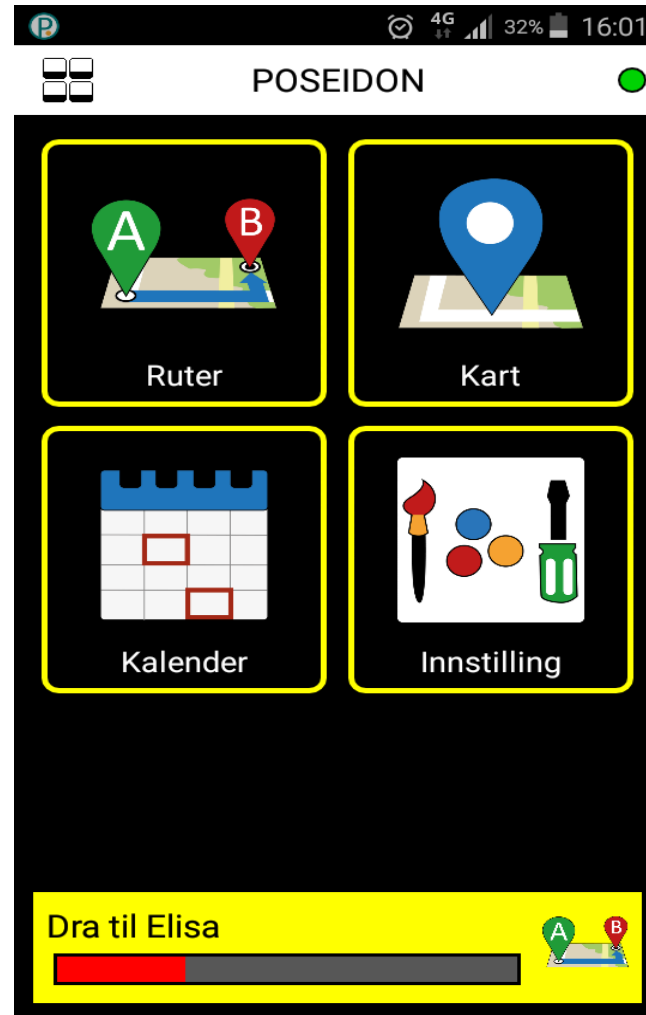 P 4G 32% 16:01
POSEIDON
A B
Ruter
Kart
Kalender
Innstilling
Dra til Elisa
A B